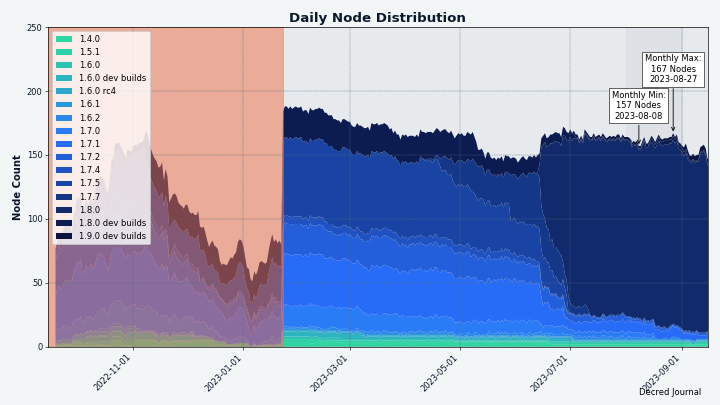 Daily Node Distribution
Node Count
250
200
150
100
50
0
1.4.0
1.5.1
1.6.0
1.6.0 dev builds
1.6.0 rc4
1.6.1
1.6.2
1.7.0
1.7.1
1.7.2
1.7.4
1.7.5
1.7.7
1.8.0
1.8.0 dev builds
1.9.0 dev builds
Monthly Max:
167 Nodes
2023-08-27
Monthly Min:
157 Nodes
2023-08-08
2022-11-01
2023-01-01
2023-03-01
2023-05-01
2023-07-01
2023-09-01
Decred Journal